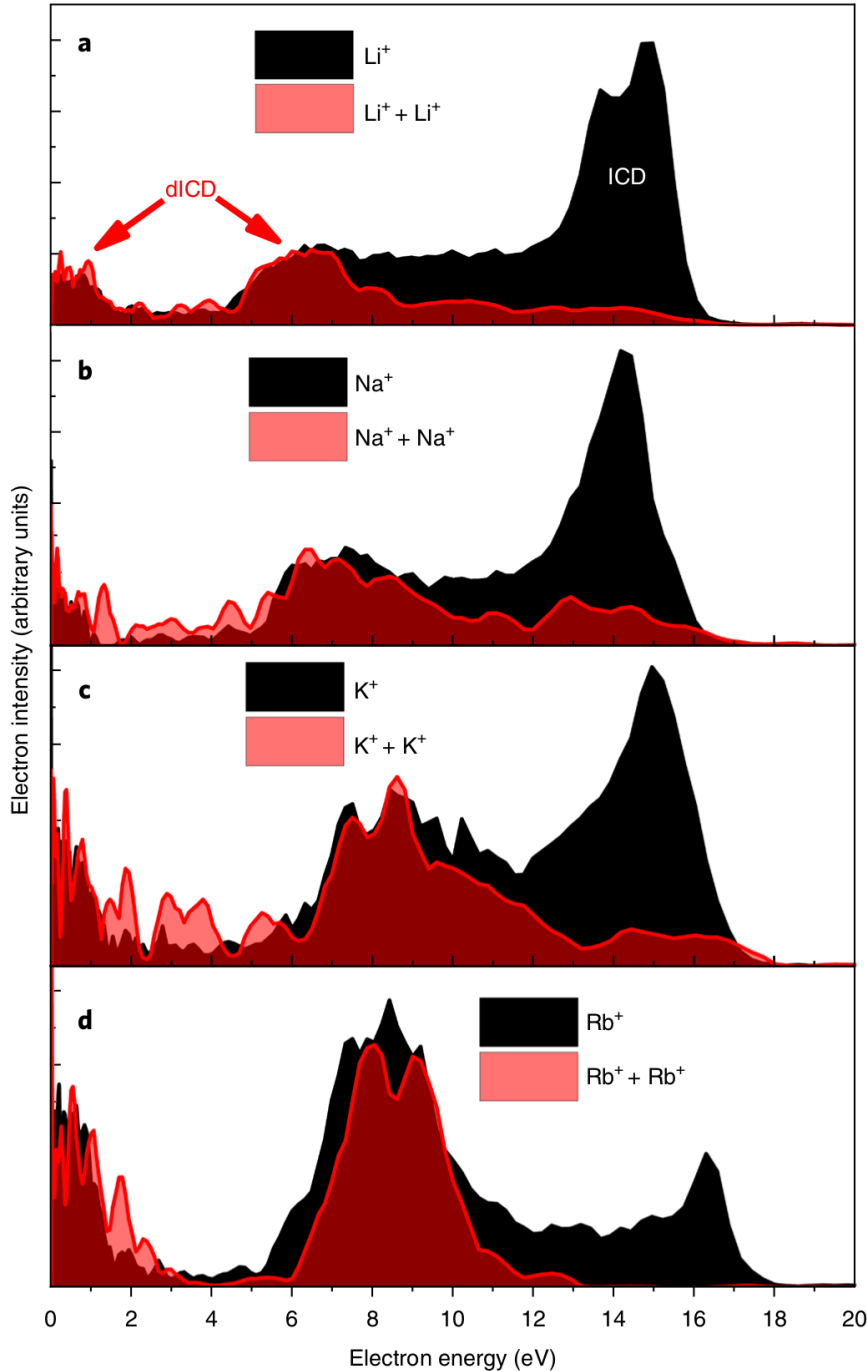 a
Li⁺
Li⁺ + Li⁺
dICD
ICD
b
Na⁺
Na⁺ + Na⁺
c
K⁺
K⁺ + K⁺
d
Rb⁺
Rb⁺ + Rb⁺
Electron intensity (arbitrary units)
0 2 4 6 8 10 12 14 16 18 20
Electron energy (eV)